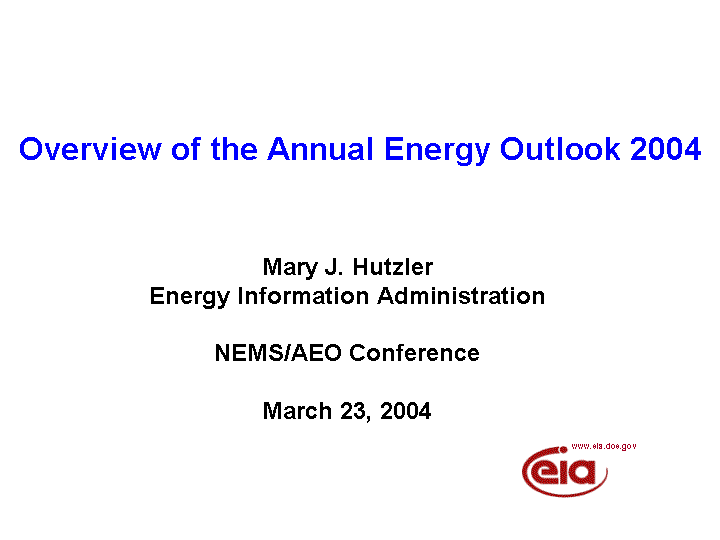 Overview of the Annual Energy Outlook 2004
Mary J. Hutzler
Energy Information Administration
NEMS/AEO Conference
March 23, 2004
www.eia.doe.gov
eia